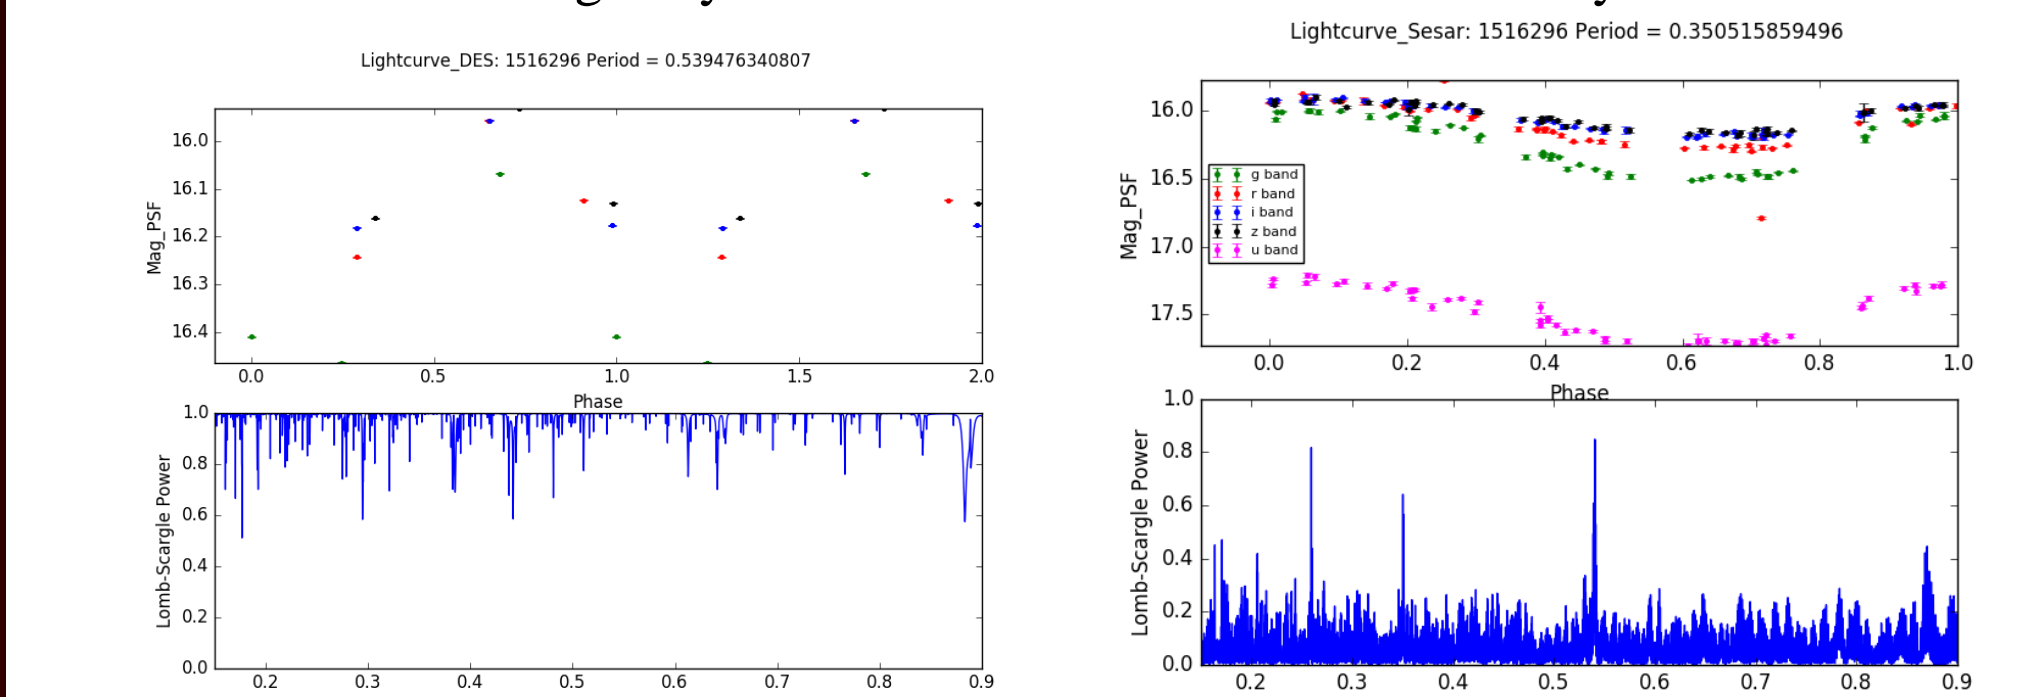 Lightcurve_DES: 1516296 Period = 0.539476340807
Mag_PSF
16.0
16.1
16.2
16.3
16.4
0.0 0.5 1.0 1.5 2.0
Phase
Lomb-Scargle Power
1.0
0.8
0.6
0.4
0.2
0.0
0.2 0.3 0.4 0.5 0.6 0.7 0.8 0.9
Lightcurve_Sesar: 1516296 Period = 0.350515859496
Mag_PSF
16.0
16.5
17.0
17.5
g band
r band
i band
z band
u band
0.0 0.2 0.4 0.6 0.8 1.0
Phase
Lomb-Scargle Power
1.0
0.8
0.6
0.4
0.2
0.0
0.2 0.3 0.4 0.5 0.6 0.7 0.8 0.9